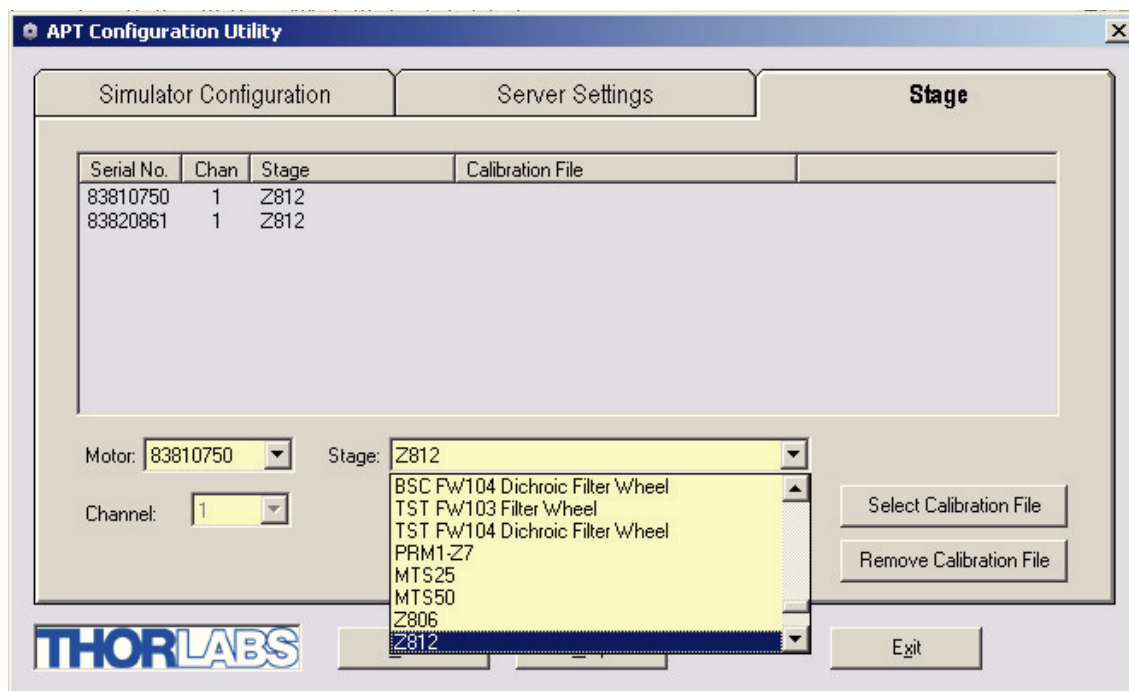 APT Configuration Utility
Simulator Configuration
Server Settings
Stage
Serial No. Chan Stage Calibration File
83810750 1 Z812
83820861 1 Z812
Motor: 83810750 Stage: Z812
BSC FW104 Dichroic Filter Wheel
TST FW103 Filter Wheel
TST FW104 Dichroic Filter Wheel
PRM1-Z7
MTS25
MTS50
Z806
Z812
Channel: 1
Select Calibration File
Remove Calibration File
THORLABS
Exit